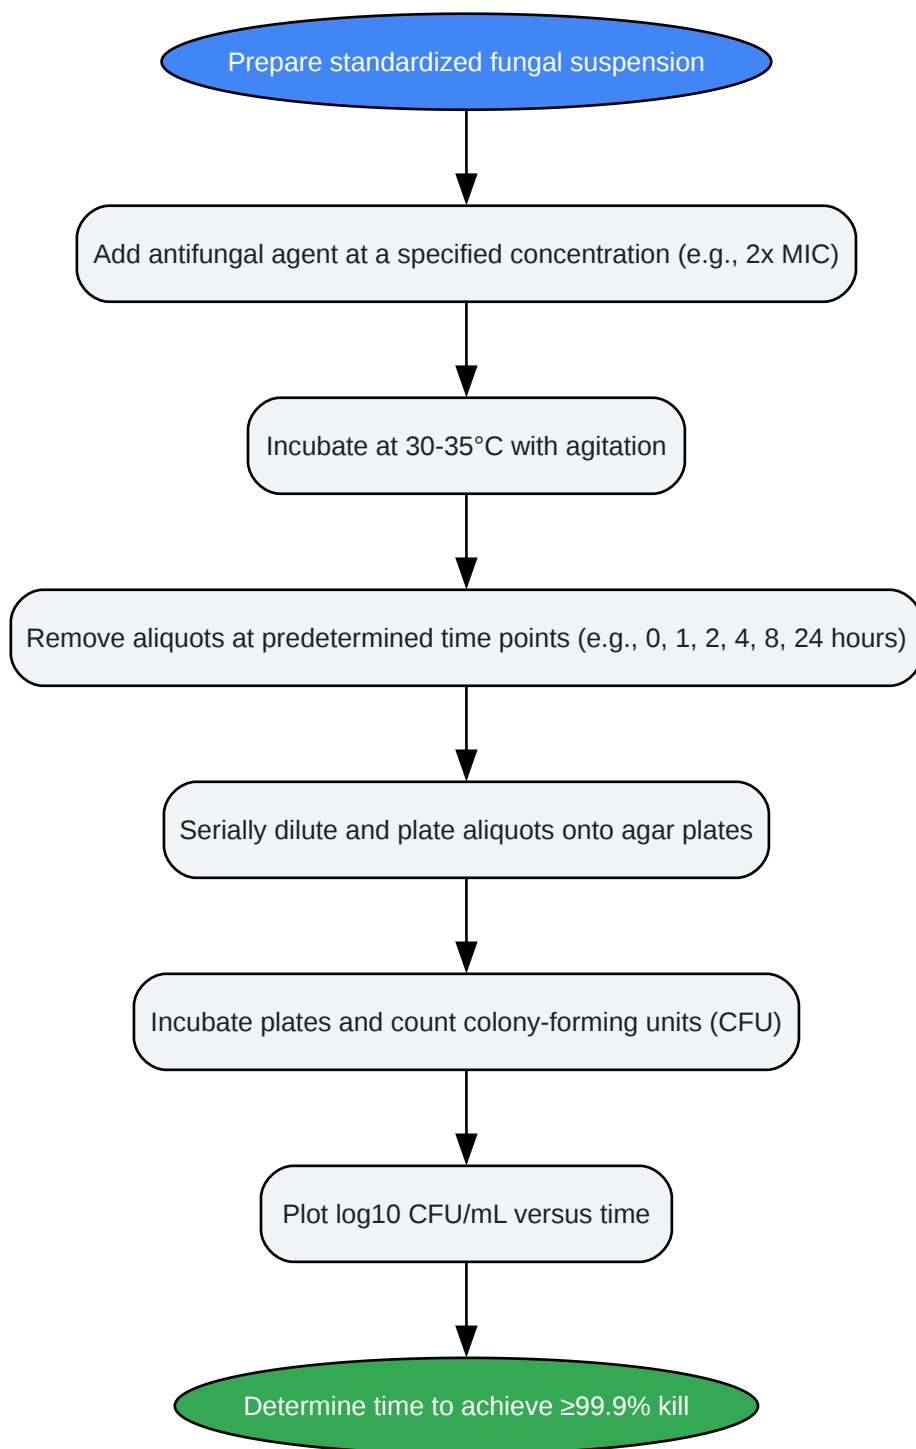 Prepare standardized fungal suspension
Add antifungal agent at a specified concentration (e.g., 2x MIC)
Incubate at 30-35°C with agitation
Remove aliquots at predetermined time points (e.g., 0, 1, 2, 4, 8, 24 hours)
Serially dilute and plate aliquots onto agar plates
Incubate plates and count colony-forming units (CFU)
Plot log10 CFU/mL versus time
Determine time to achieve ≥99.9% kill